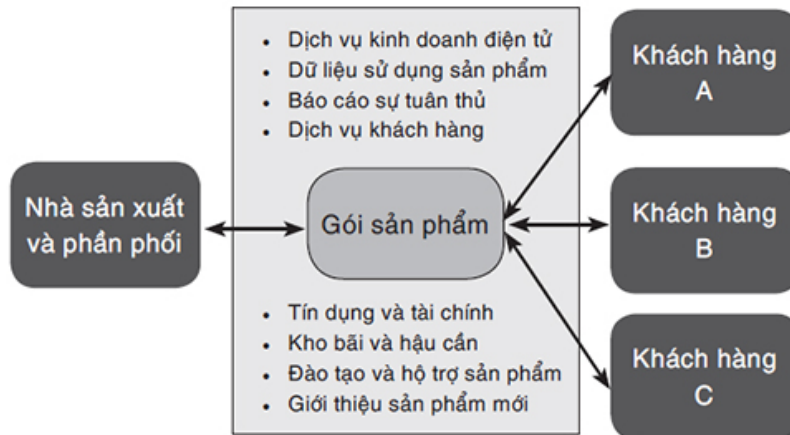 • Dịch vụ kinh doanh điện tử
• Dữ liệu sử dụng sản phẩm
• Báo cáo sự tuân thủ
• Dịch vụ khách hàng
Nhà sản xuất
và phần phối
Gói sản phẩm
• Tín dụng và tài chính
• Kho bãi và hậu cần
• Đào tạo và hộ trợ sản phẩm
• Giới thiệu sản phẩm mới
Khách hàng
A
Khách hàng
B
Khách hàng
C